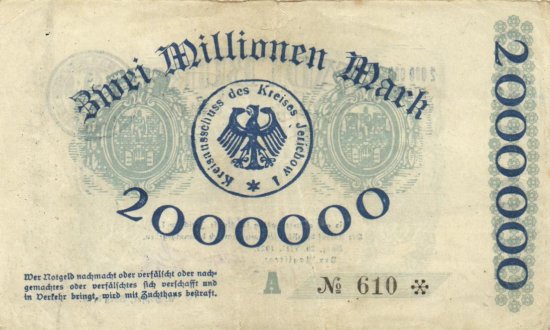 Zwei Millionen Mark
Kreisausschuss des Kreises Jerichow 1
2000000
2000000
Wer Notgeld nachmacht oder verfälscht oder nach-
gemachtes oder verfälschtes sich verschafft und
in Verkehr bringt, wird mit Zuchthaus bestraft.
A № 610 ✻